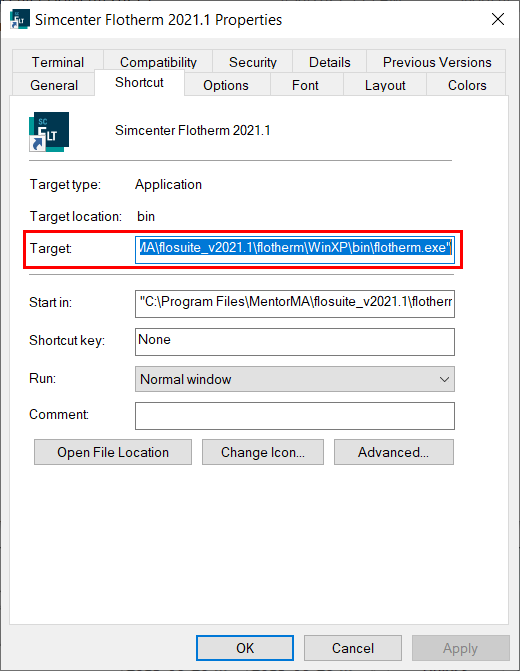 SC
FLT
Simcenter Flotherm 2021.1 Properties
Terminal Compatibility Security Details Previous Versions
General Shortcut Options Font Layout Colors
SC
FLT
Simcenter Flotherm 2021.1
Target type: Application
Target location: bin
Target: MA\flosuite_v2021.1\flotherm\WinXP\bin\flotherm.exe"
Start in: "C:\Program Files\MentorMA\flosuite_v2021.1\flotherm
Shortcut key: None
Run: Normal window
Comment:
Open File Location Change Icon... Advanced...
OK Cancel Apply